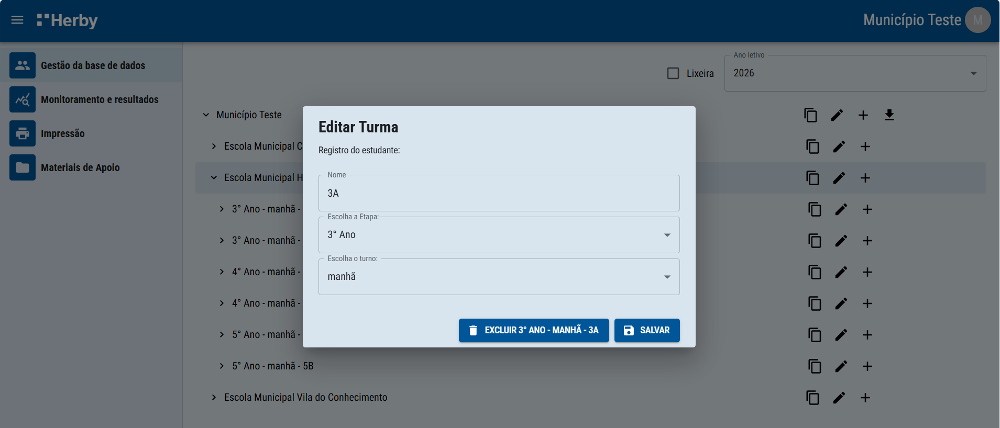 Herby
Município Teste
M
Gestão da base de dados
Monitoramento e resultados
Impressão
Materiais de Apoio
Lixeira
Ano letivo
2026
Município Teste
Escola Municipal
Escola Municipal
3° Ano - manhã -
3° Ano - manhã -
4° Ano - manhã -
4° Ano - manhã -
5° Ano - manhã -
5° Ano - manhã - 5B
Escola Municipal Vila do Conhecimento
Editar Turma
Registro do estudante:
Nome
3A
Escolha a Etapa:
3° Ano
Escolha o turno:
manhã
EXCLUIR 3° ANO - MANHÃ - 3A
SALVAR